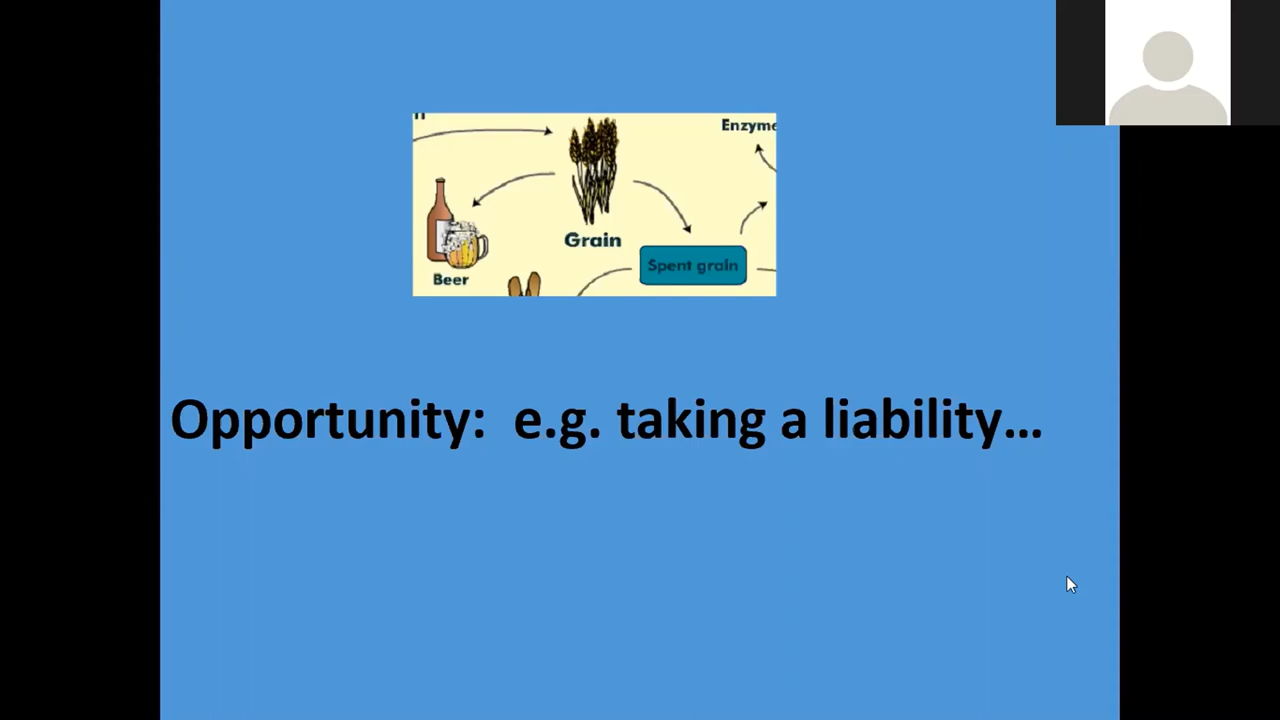 Enzyme
Grain
Beer
Spent grain
Opportunity:  e.g. taking a liability...